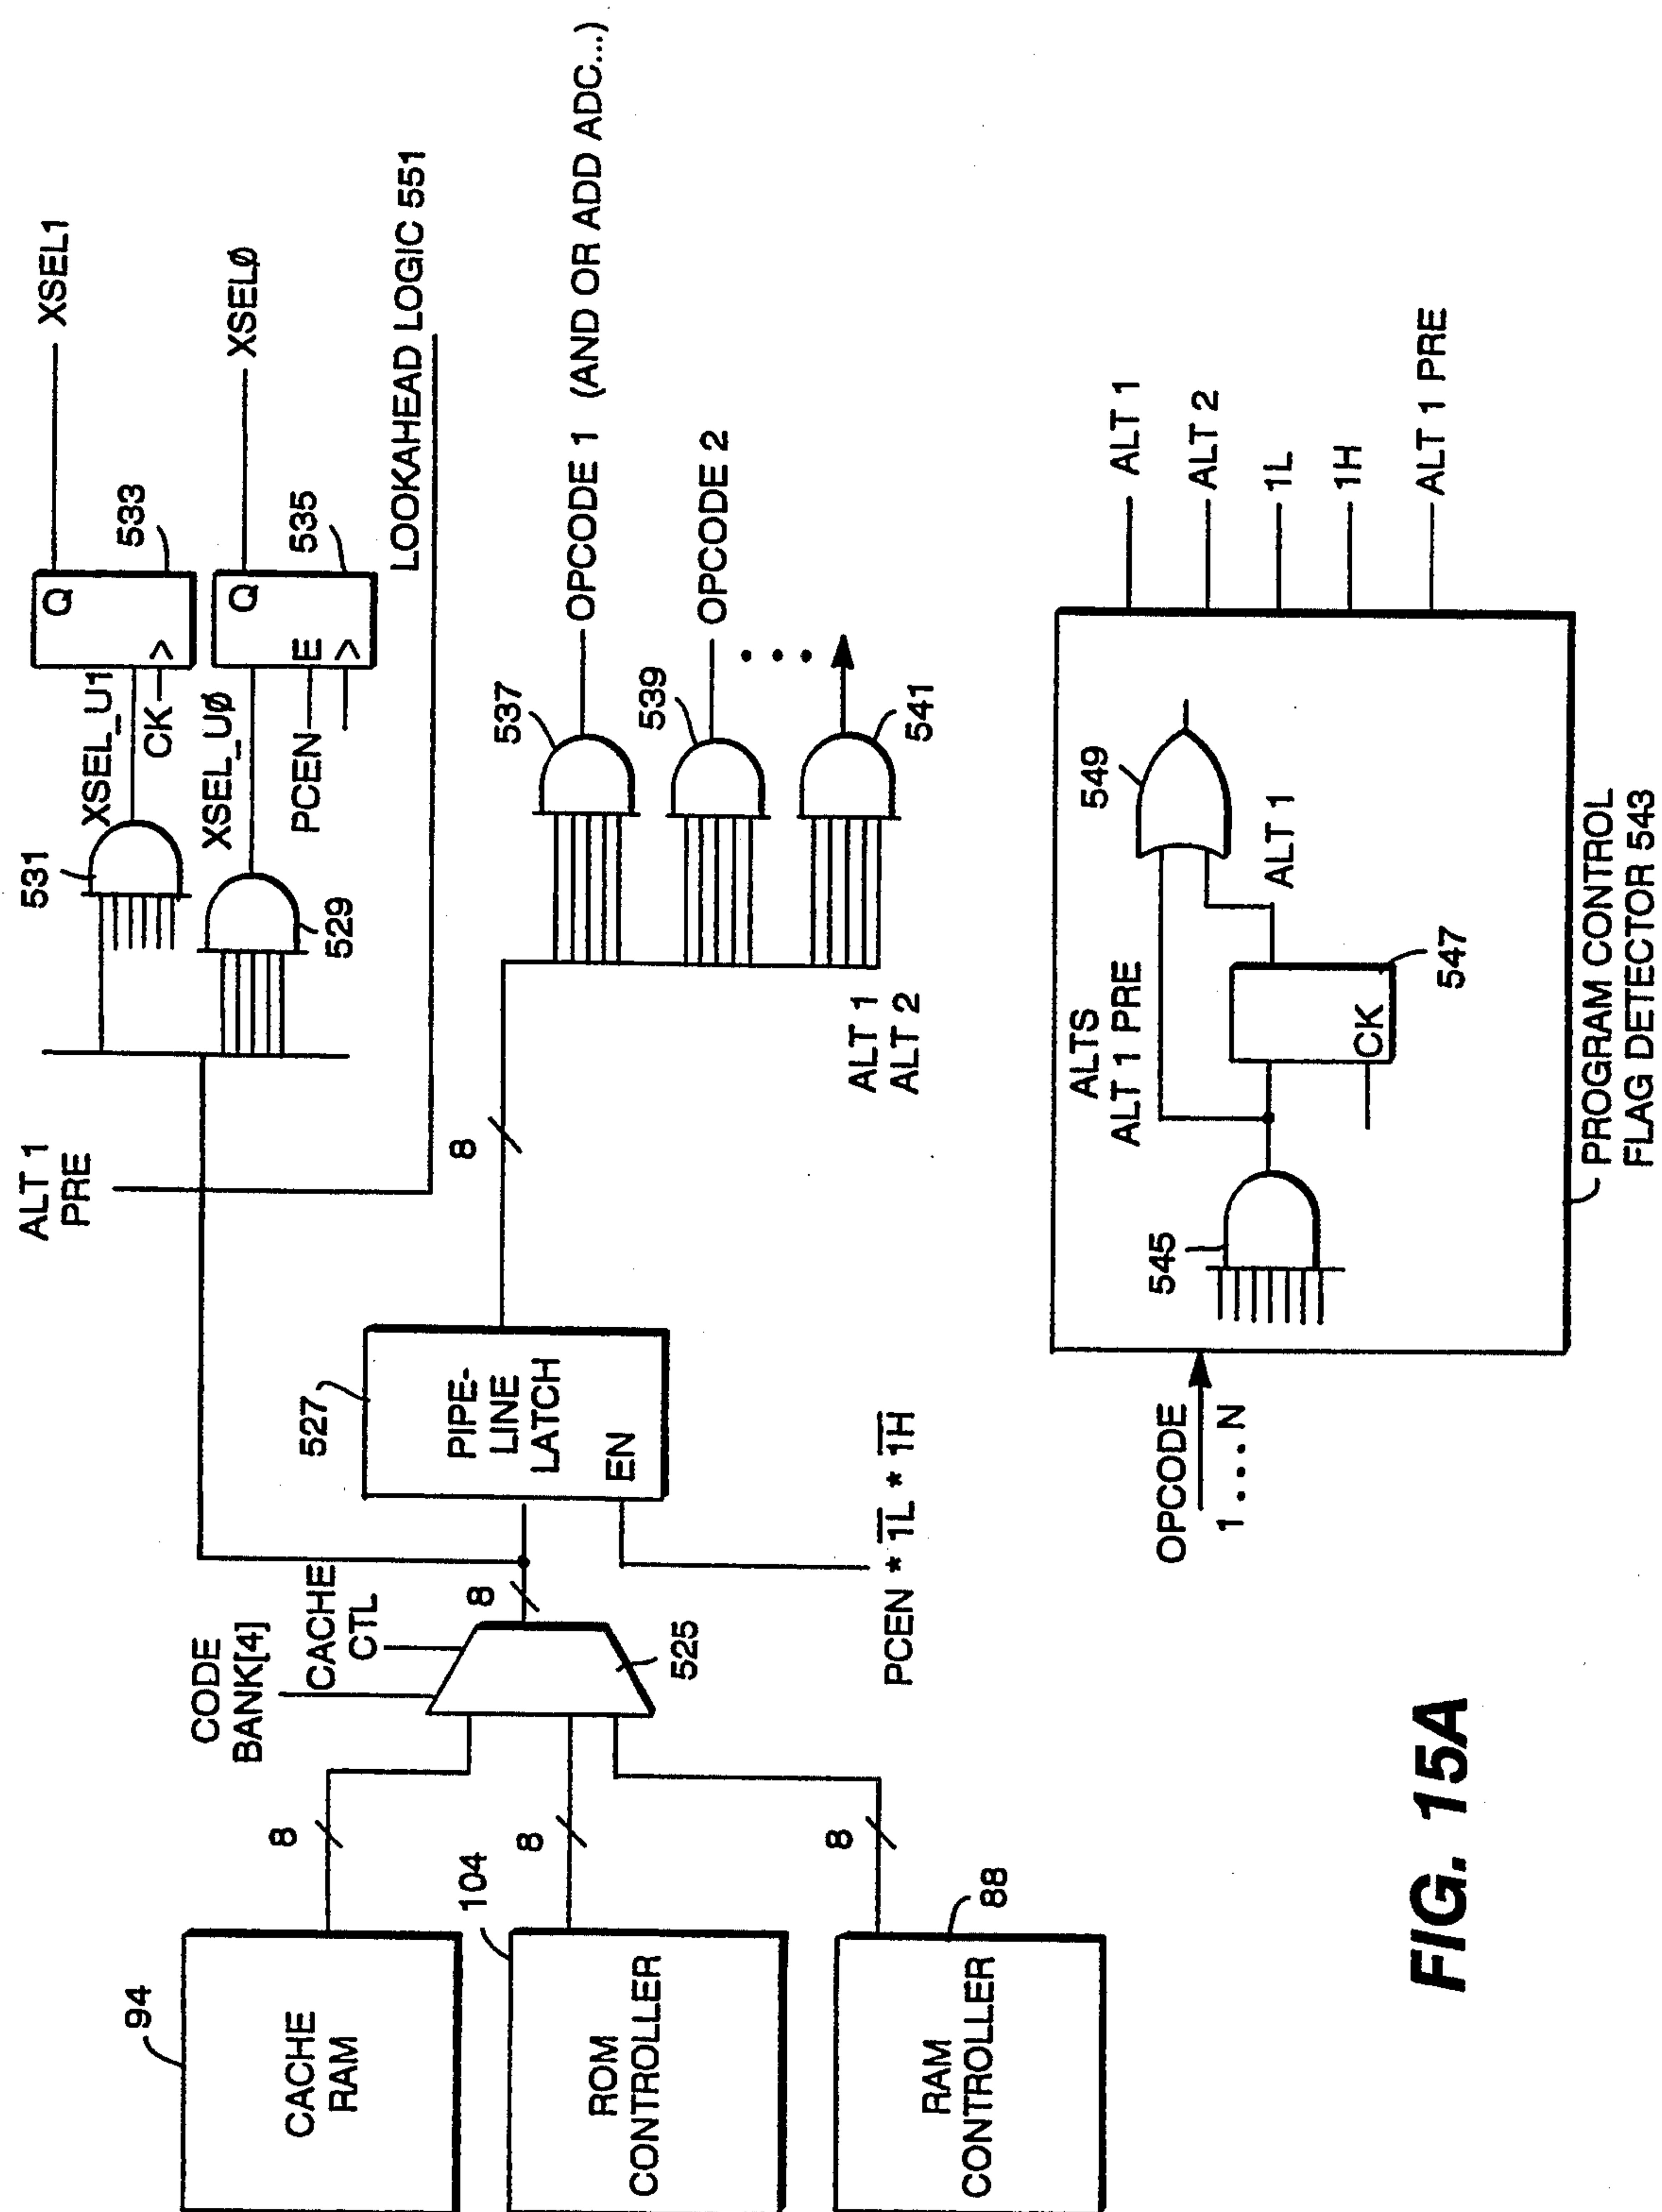 94
CACHE
RAM
104
ROM
CONTROLLER
88
RAM
CONTROLLER
8
8
8
CODE
BANK[4]
CACHE
CTL
525
8
527
PIPE-
LINE
LATCH
EN
PCEN * 1̅L̅ * 1̅H̅
8
ALT 1
PRE
531
529
XSEL_U1
CK
XSEL_UØ
PCEN
Q
533
Q
E
535
XSEL1
XSELØ
LOOKAHEAD LOGIC 551
537
539
541
OPCODE 1 (AND OR ADD ADC...)
OPCODE 2
ALT 1
ALT 2
OPCODE
1....N
ALTS
ALT 1 PRE
545
547
CK
ALT 1
549
ALT 1
ALT 2
1L
1H
ALT 1 PRE
PROGRAM CONTROL
FLAG DETECTOR 543
FIG. 15A